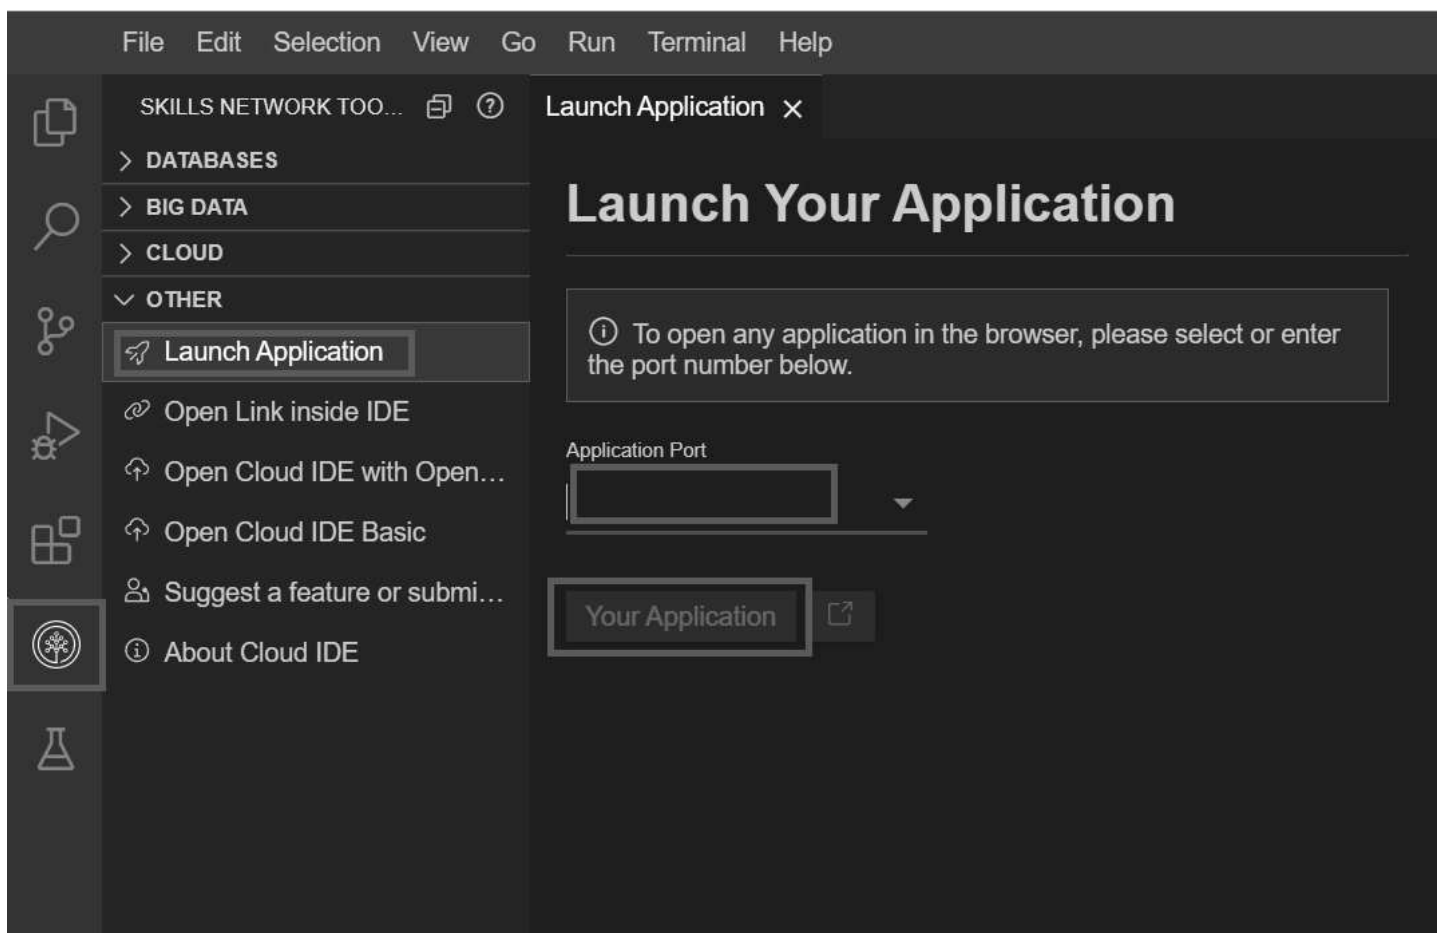 File Edit Selection View Go Run Terminal Help
SKILLS NETWORK TOO...
DATABASES
BIG DATA
CLOUD
OTHER
Launch Application
Open Link inside IDE
Open Cloud IDE with Open...
Open Cloud IDE Basic
Suggest a feature or submi...
About Cloud IDE
Launch Application
Launch Your Application
To open any application in the browser, please select or enter
the port number below.
Application Port
Your Application